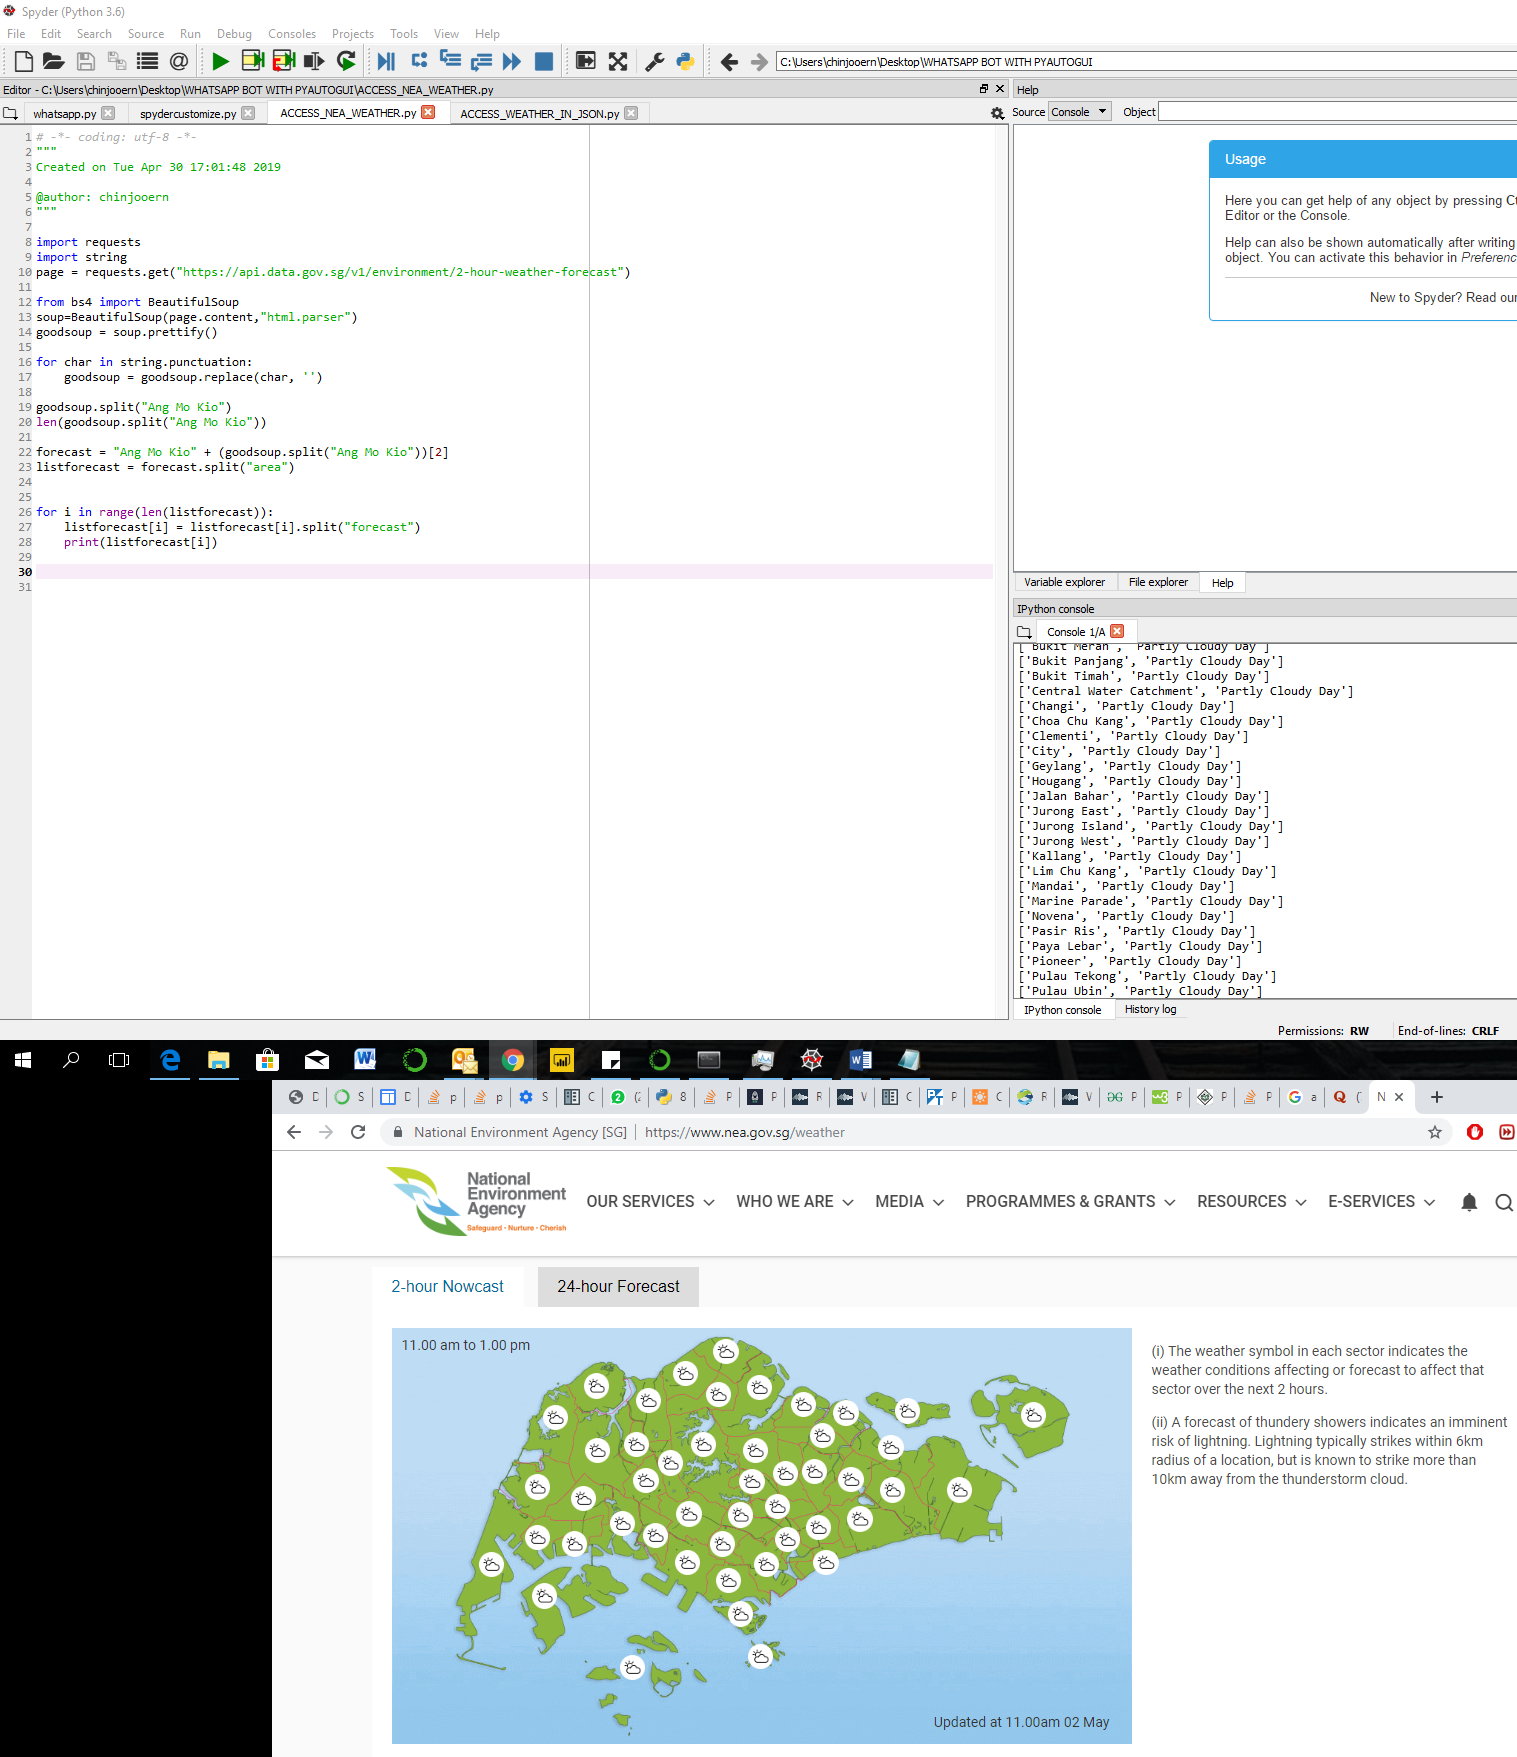 Spyder (Python 3.6)
File Edit Search Source Run Debug Consoles Projects Tools View Help
C:\Users\chinjooern\Desktop\WHATSAPP BOT WITH PYAUTOGUI
Editor - C:\Users\chinjooern\Desktop\WHATSAPP BOT WITH PYAUTOGUI\ACCESS_NEA_WEATHER.py
whatsapp.py spydercustomize.py ACCESS_NEA_WEATHER.py ACCESS_WEATHER_IN_JSON.py
1 # -*- coding: utf-8 -*-
2 """
3 Created on Tue Apr 30 17:01:48 2019
4
5 @author: chinjooern
6 """
7
8 import requests
9 import string
10 page = requests.get("https://api.data.gov.sg/v1/environment/2-hour-weather-forecast")
11
12 from bs4 import BeautifulSoup
13 soup=BeautifulSoup(page.content,"html.parser")
14 goodsoup = soup.prettify()
15
16 for char in string.punctuation:
17     goodsoup = goodsoup.replace(char, '')
18
19 goodsoup.split("Ang Mo Kio")
20 len(goodsoup.split("Ang Mo Kio"))
21
22 forecast = "Ang Mo Kio" + (goodsoup.split("Ang Mo Kio"))[2]
23 listforecast = forecast.split("area")
24
25
26 for i in range(len(listforecast)):
27     listforecast[i] = listforecast[i].split("forecast")
28     print(listforecast[i])
29
30
31
Help
Source Console Object
Usage
Here you can get help of any object by pressing
Editor or the Console.
Help can also be shown automatically after writing
object. You can activate this behavior in
New to Spyder? Read our
Variable explorer File explorer Help
IPython console
Console 1/A
['Bukit Merah', 'Partly Cloudy Day']
['Bukit Panjang', 'Partly Cloudy Day']
['Bukit Timah', 'Partly Cloudy Day']
['Central Water Catchment', 'Partly Cloudy Day']
['Changi', 'Partly Cloudy Day']
['Choa Chu Kang', 'Partly Cloudy Day']
['Clementi', 'Partly Cloudy Day']
['City', 'Partly Cloudy Day']
['Geylang', 'Partly Cloudy Day']
['Hougang', 'Partly Cloudy Day']
['Jalan Bahar', 'Partly Cloudy Day']
['Jurong East', 'Partly Cloudy Day']
['Jurong Island', 'Partly Cloudy Day']
['Jurong West', 'Partly Cloudy Day']
['Kallang', 'Partly Cloudy Day']
['Lim Chu Kang', 'Partly Cloudy Day']
['Mandai', 'Partly Cloudy Day']
['Marine Parade', 'Partly Cloudy Day']
['Novena', 'Partly Cloudy Day']
['Pasir Ris', 'Partly Cloudy Day']
['Paya Lebar', 'Partly Cloudy Day']
['Pioneer', 'Partly Cloudy Day']
['Pulau Tekong', 'Partly Cloudy Day']
['Pulau Ubin', 'Partly Cloudy Day']
IPython console History log
Permissions: RW End-of-lines: CRLF
National Environment Agency [SG] https://www.nea.gov.sg/weather
National
Environment
Agency
Safeguard · Nurture · Cherish
OUR SERVICES WHO WE ARE MEDIA PROGRAMMES & GRANTS RESOURCES E-SERVICES
2-hour Nowcast 24-hour Forecast
11.00 am to 1.00 pm
(i) The weather symbol in each sector indicates the
weather conditions affecting or forecast to affect that
sector over the next 2 hours.
(ii) A forecast of thundery showers indicates an imminent
risk of lightning. Lightning typically strikes within 6km
radius of a location, but is known to strike more than
10km away from the thunderstorm cloud.
Updated at 11.00am 02 May